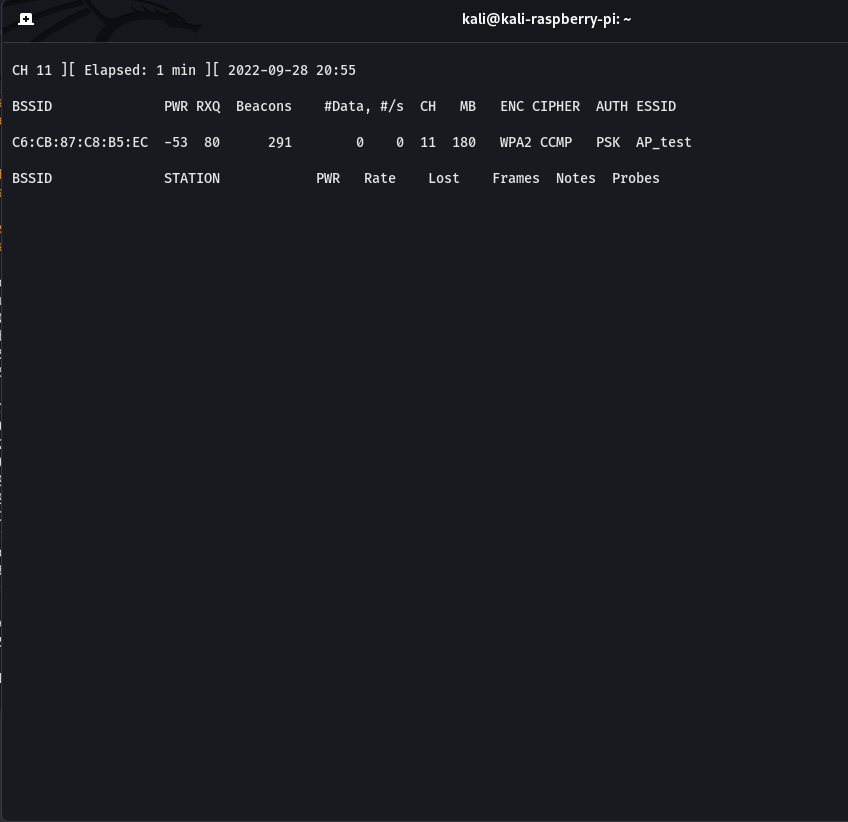 kali@kali-raspberry-pi: ~
CH 11 ][ Elapsed: 1 min ][ 2022-09-28 20:55
BSSID PWR RXQ Beacons #Data, #/s CH MB ENC CIPHER AUTH ESSID
C6:CB:87:C8:B5:EC -53 80 291 0 0 11 180 WPA2 CCMP PSK AP_test
BSSID STATION PWR Rate Lost Frames Notes Probes